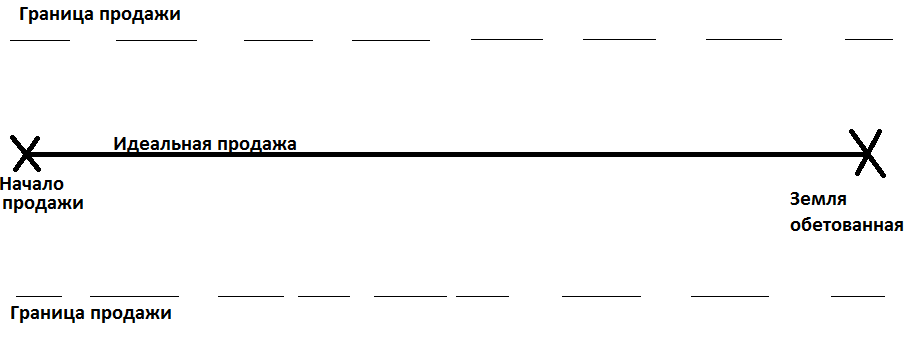 Граница продажи
Идеальная продажа
Начало
продажи
Земля
обетованная
Граница продажи